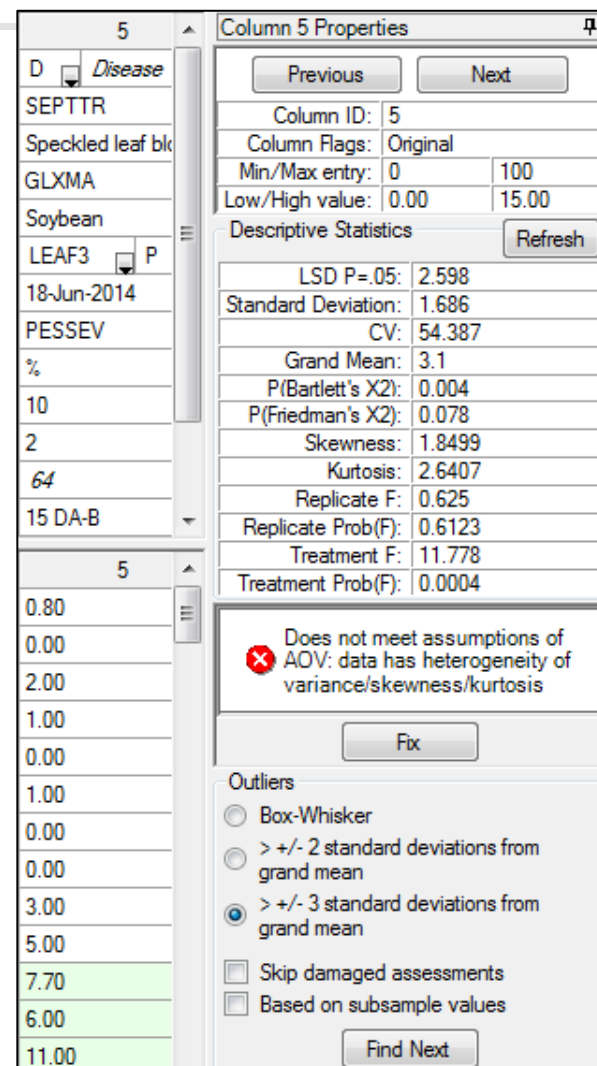 5
D Disease
SEPTTR
Speckled leaf blo
GLXMA
Soybean
LEAF3 P
18-Jun-2014
PESSEV
%
10
2
64
15 DA-B
5
0.80
0.00
2.00
1.00
0.00
1.00
0.00
0.00
3.00
5.00
7.70
6.00
11.00
Column 5 Properties
Previous Next
Column ID: 5
Column Flags: Original
Min/Max entry: 0 100
Low/High value: 0.00 15.00
Descriptive Statistics Refresh
LSD P=.05: 2.598
Standard Deviation: 1.686
CV: 54.387
Grand Mean: 3.1
P(Bartlett's X2): 0.004
P(Friedman's X2): 0.078
Skewness: 1.8499
Kurtosis: 2.6407
Replicate F: 0.625
Replicate Prob(F): 0.6123
Treatment F: 11.778
Treatment Prob(F): 0.0004
Does not meet assumptions of
AOV: data has heterogeneity of
variance/skewness/kurtosis
Fix
Outliers
Box-Whisker
> +/- 2 standard deviations from
grand mean
> +/- 3 standard deviations from
grand mean
Skip damaged assessments
Based on subsample values
Find Next